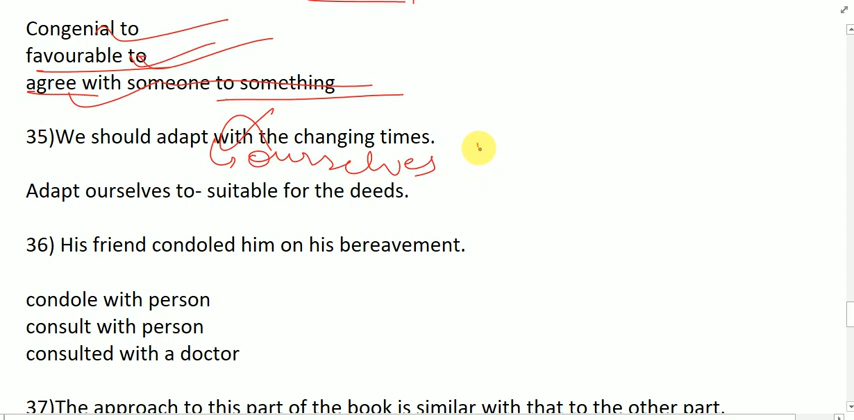 Congenial to
favourable to
agree with someone to something
35)We should adapt with the changing times.
ourselves
Adapt ourselves to- suitable for the deeds.
36) His friend condoled him on his bereavement.
condole with person
consult with person
consulted with a doctor
37)The approach to this part of the book is similar with that to the other part.